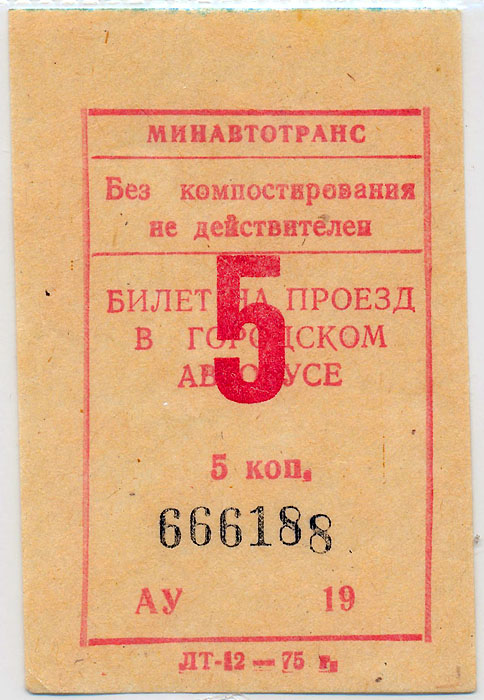 МИНАВТОТРАНС
Без компостирования
не действителен
5
БИЛЕТ НА ПРОЕЗД
В ГОРОДСКОМ
АВТОБУСЕ
5 коп.
666188
АУ 19
ЛТ-12 — 75 г.